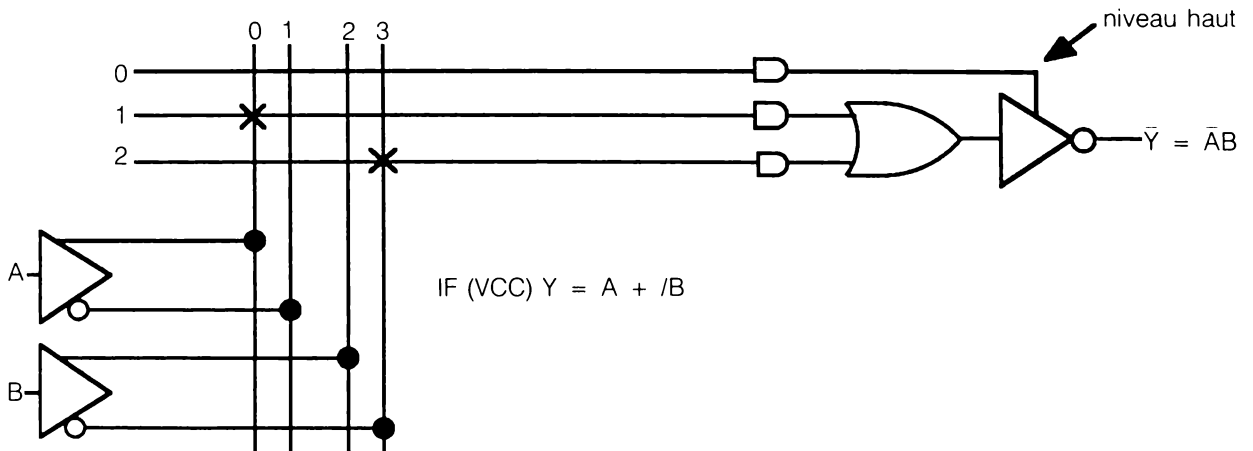 niveau haut
0 1 2 3
0
1
2
Ȳ = ĀB
A
IF (VCC) Y = A + /B
B